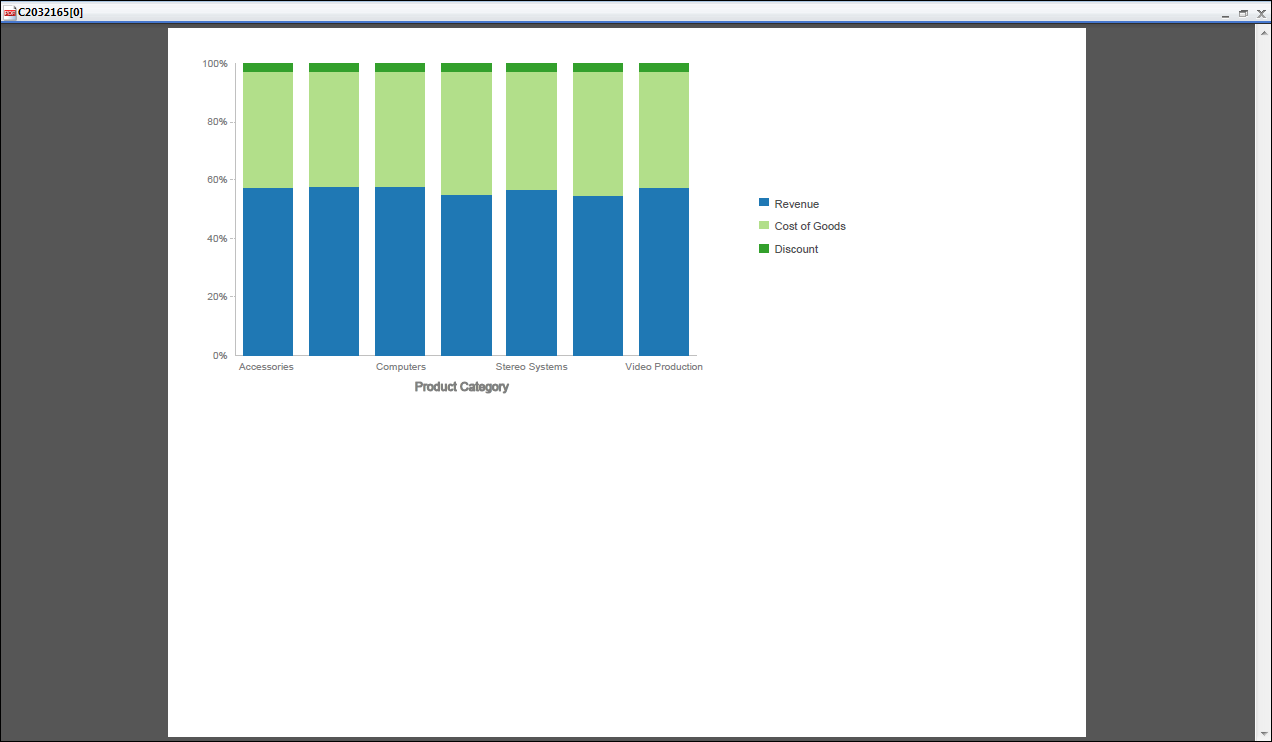 C2032165[0]
100%
80%
60%
40%
20%
0%
Accessories Computers Stereo Systems Video Production
Product Category
Revenue
Cost of Goods
Discount